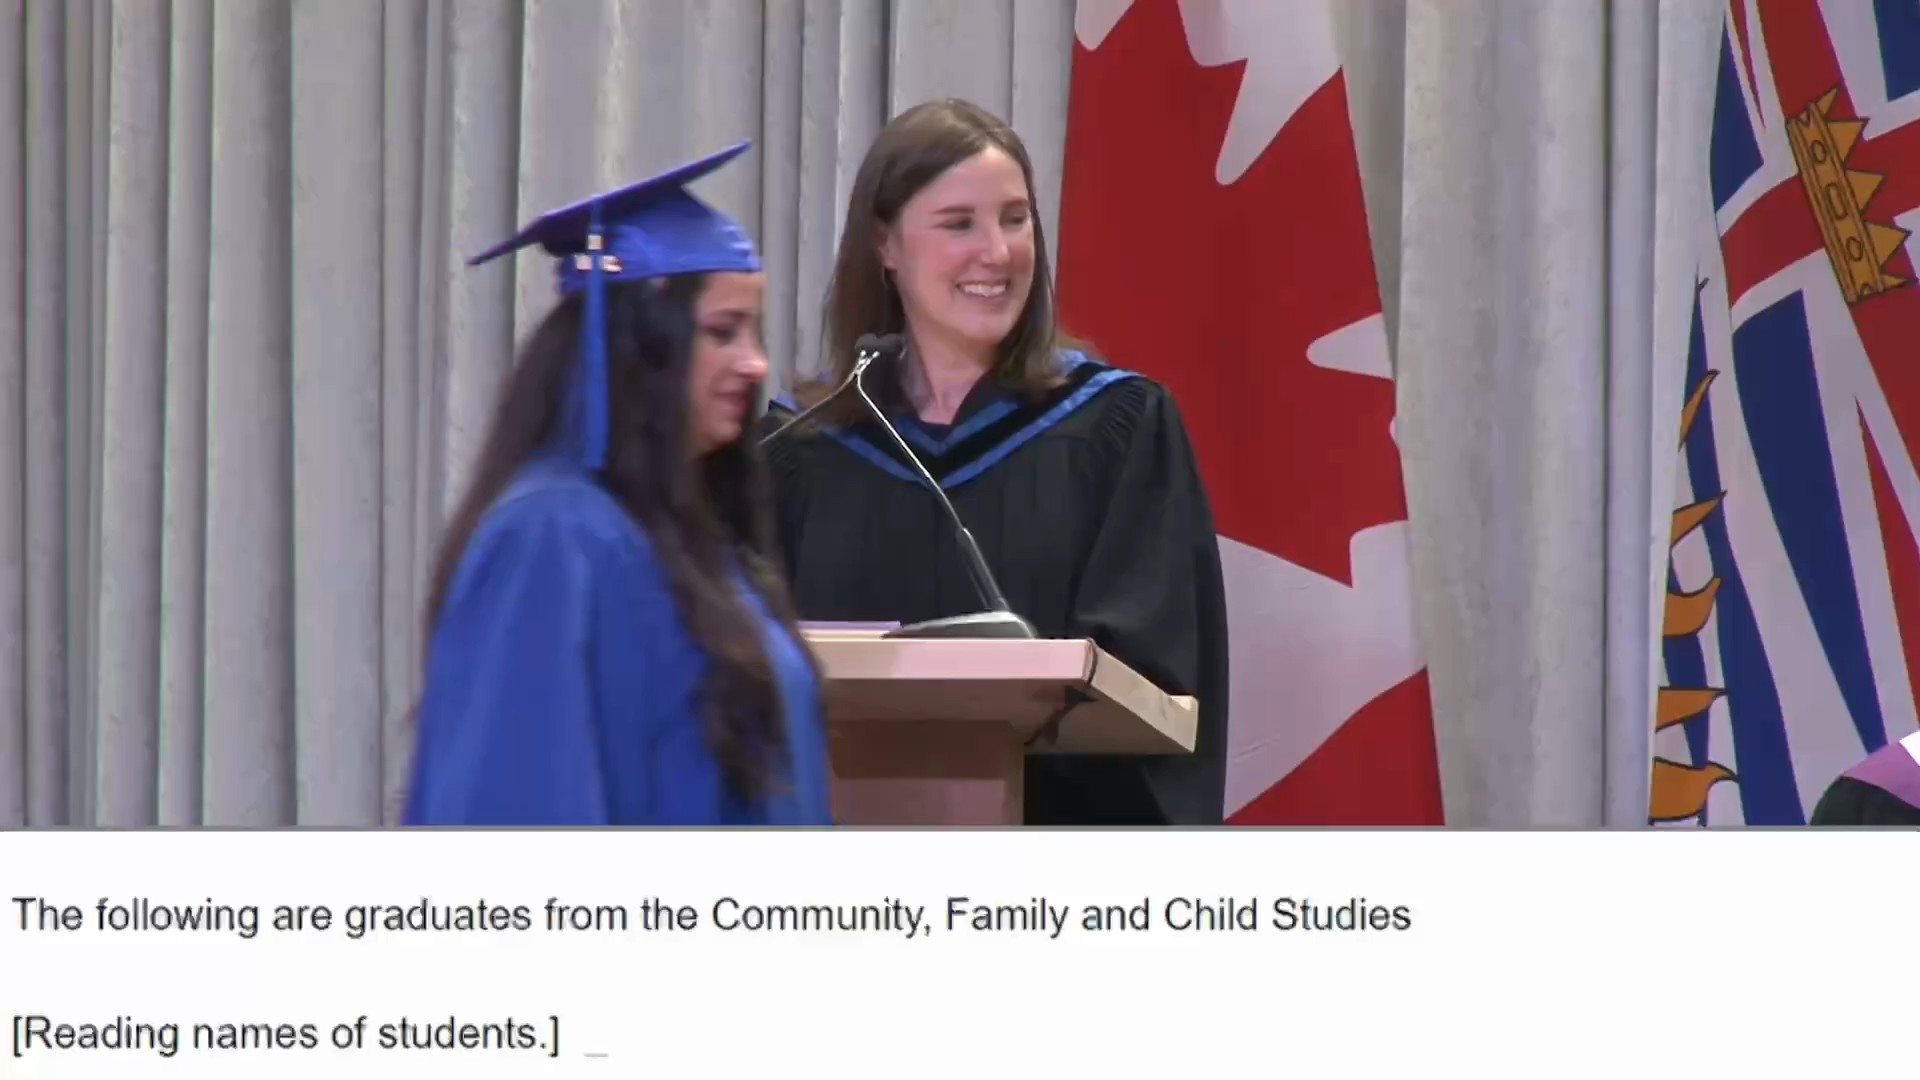 The following are graduates from the Community, Family and Child Studies
[Reading names of students.] _